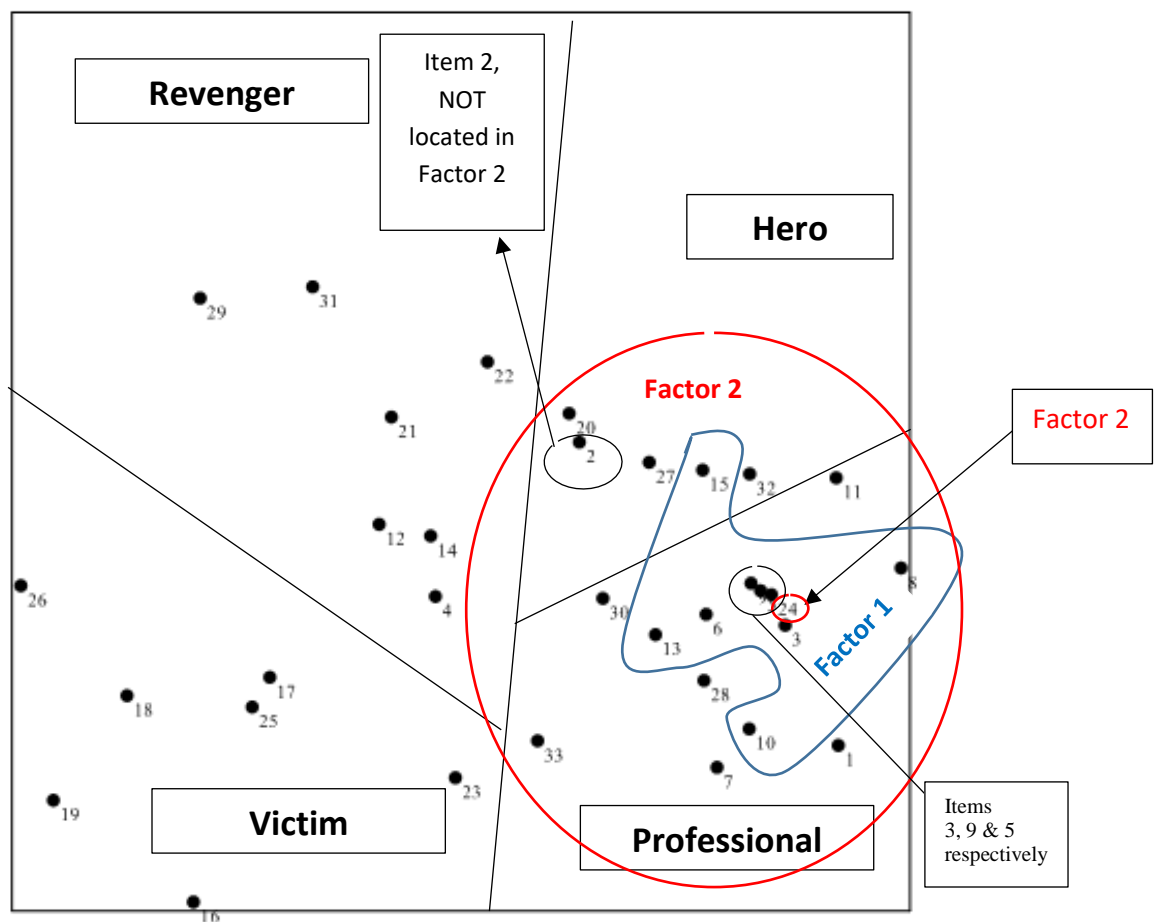 Revenger
Item 2,
NOT
located in
Factor 2
Hero
29
31
22
Factor 2
Factor 2
20
21
2
27
15
32
11
12
14
8
26
4
30
24
6
3
13
Factor 1
17
28
18
25
10
33
1
7
23
19
Victim
Professional
Items
3, 9 & 5
respectively
16